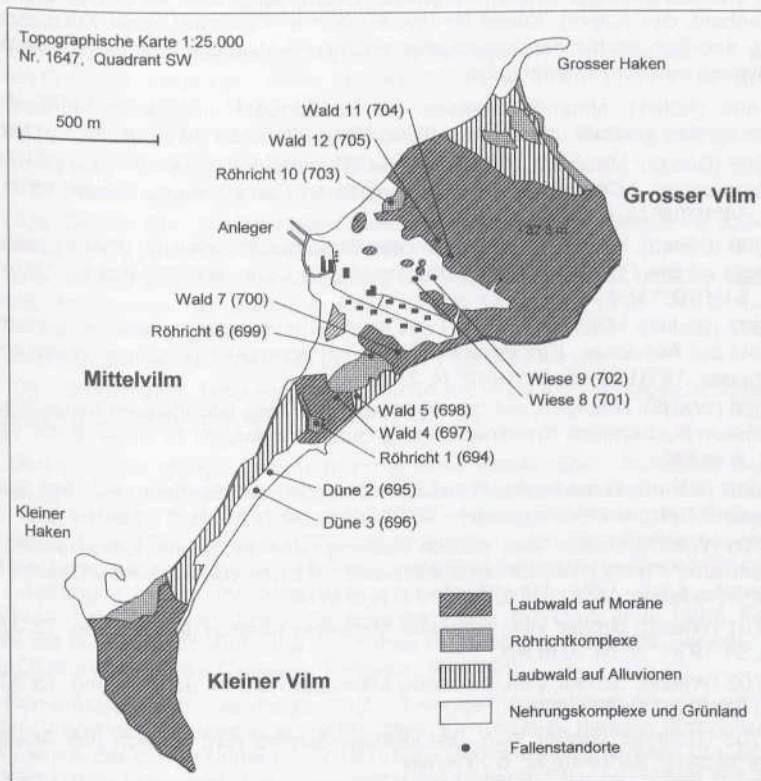 Topographische Karte 1:25.000
Nr. 1647, Quadrant SW
500 m
Grosser Haken
Wald 11 (704)
Wald 12 (705)
Röhricht 10 (703)
Grosser Vilm
Anleger
Wald 7 (700)
Röhricht 6 (699)
Mittelvilm
Wiese 9 (702)
Wiese 8 (701)
Wald 5 (698)
Wald 4 (697)
Röhricht 1 (694)
Düne 2 (695)
Düne 3 (696)
Kleiner
Haken
Kleiner Vilm
Laubwald auf Moräne
Röhrichtkomplexe
Laubwald auf Alluvionen
Nehrungskomplexe und Grünland
Fallenstandorte